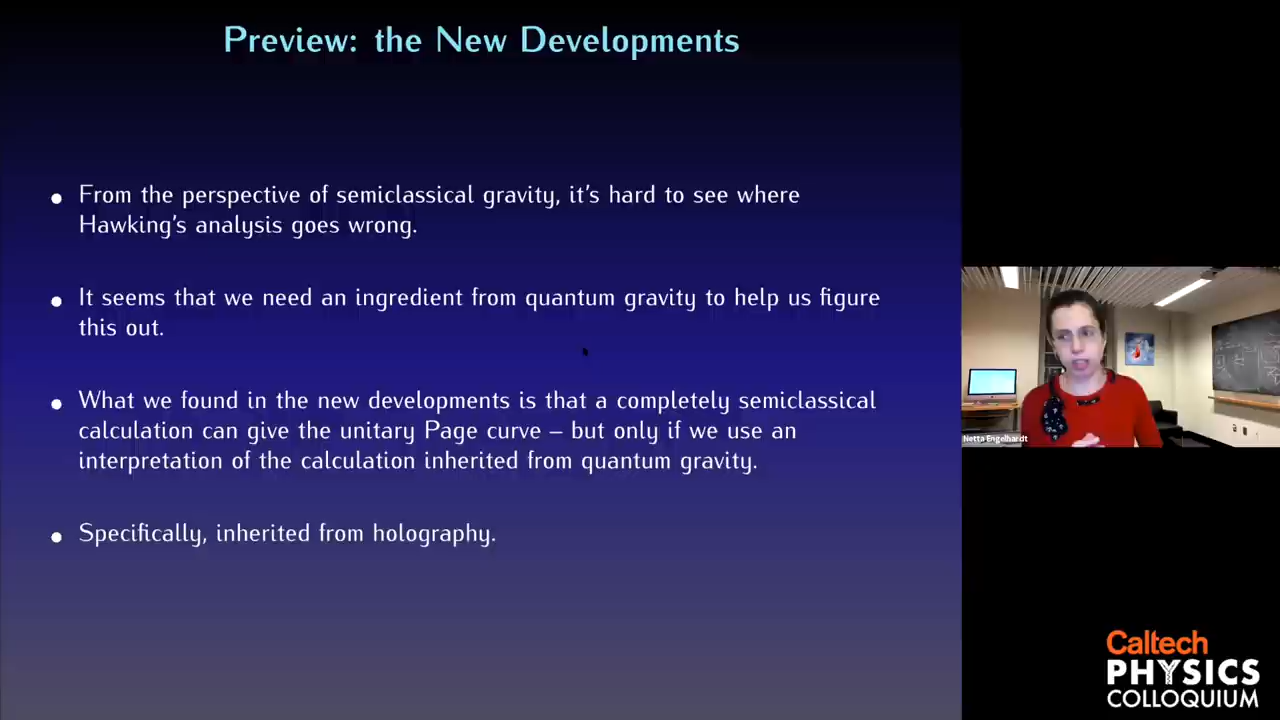 Preview: the New Developments
From the perspective of semiclassical gravity, it's hard to see where
Hawking's analysis goes wrong.
It seems that we need an ingredient from quantum gravity to help us figure
this out.
What we found in the new developments is that a completely semiclassical
calculation can give the unitary Page curve – but only if we use an
interpretation of the calculation inherited from quantum gravity.
Specifically, inherited from holography.
Netta Engelhardt
Caltech
PHYSICS
COLLOQUIUM